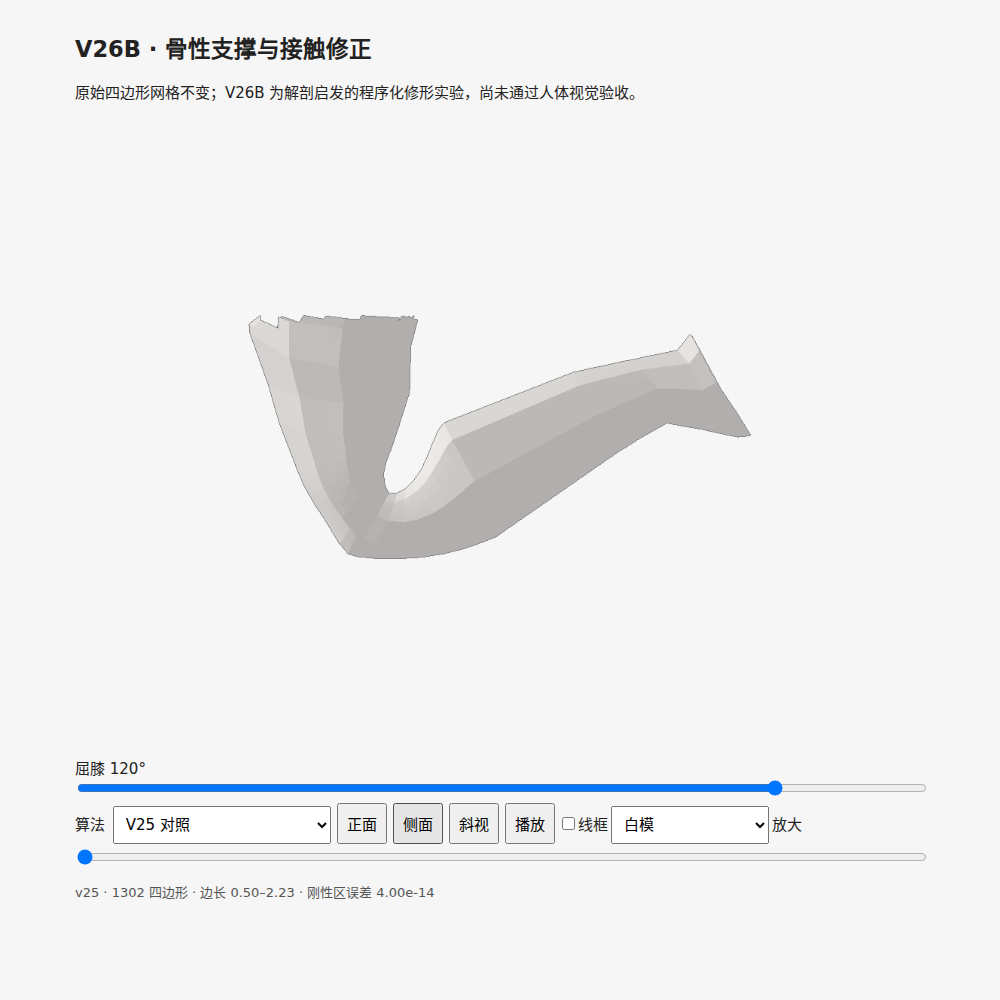 V26B · 骨性支撑与接触修正
原始四边形网格不变；V26B 为解剖启发的程序化修形实验，尚未通过人体视觉验收。
屈膝 120°
算法 V25 对照 正面 侧面 斜视 播放 线框 白模 放大
v25 · 1302 四边形 · 边长 0.50–2.23 · 刚性区误差 4.00e-14